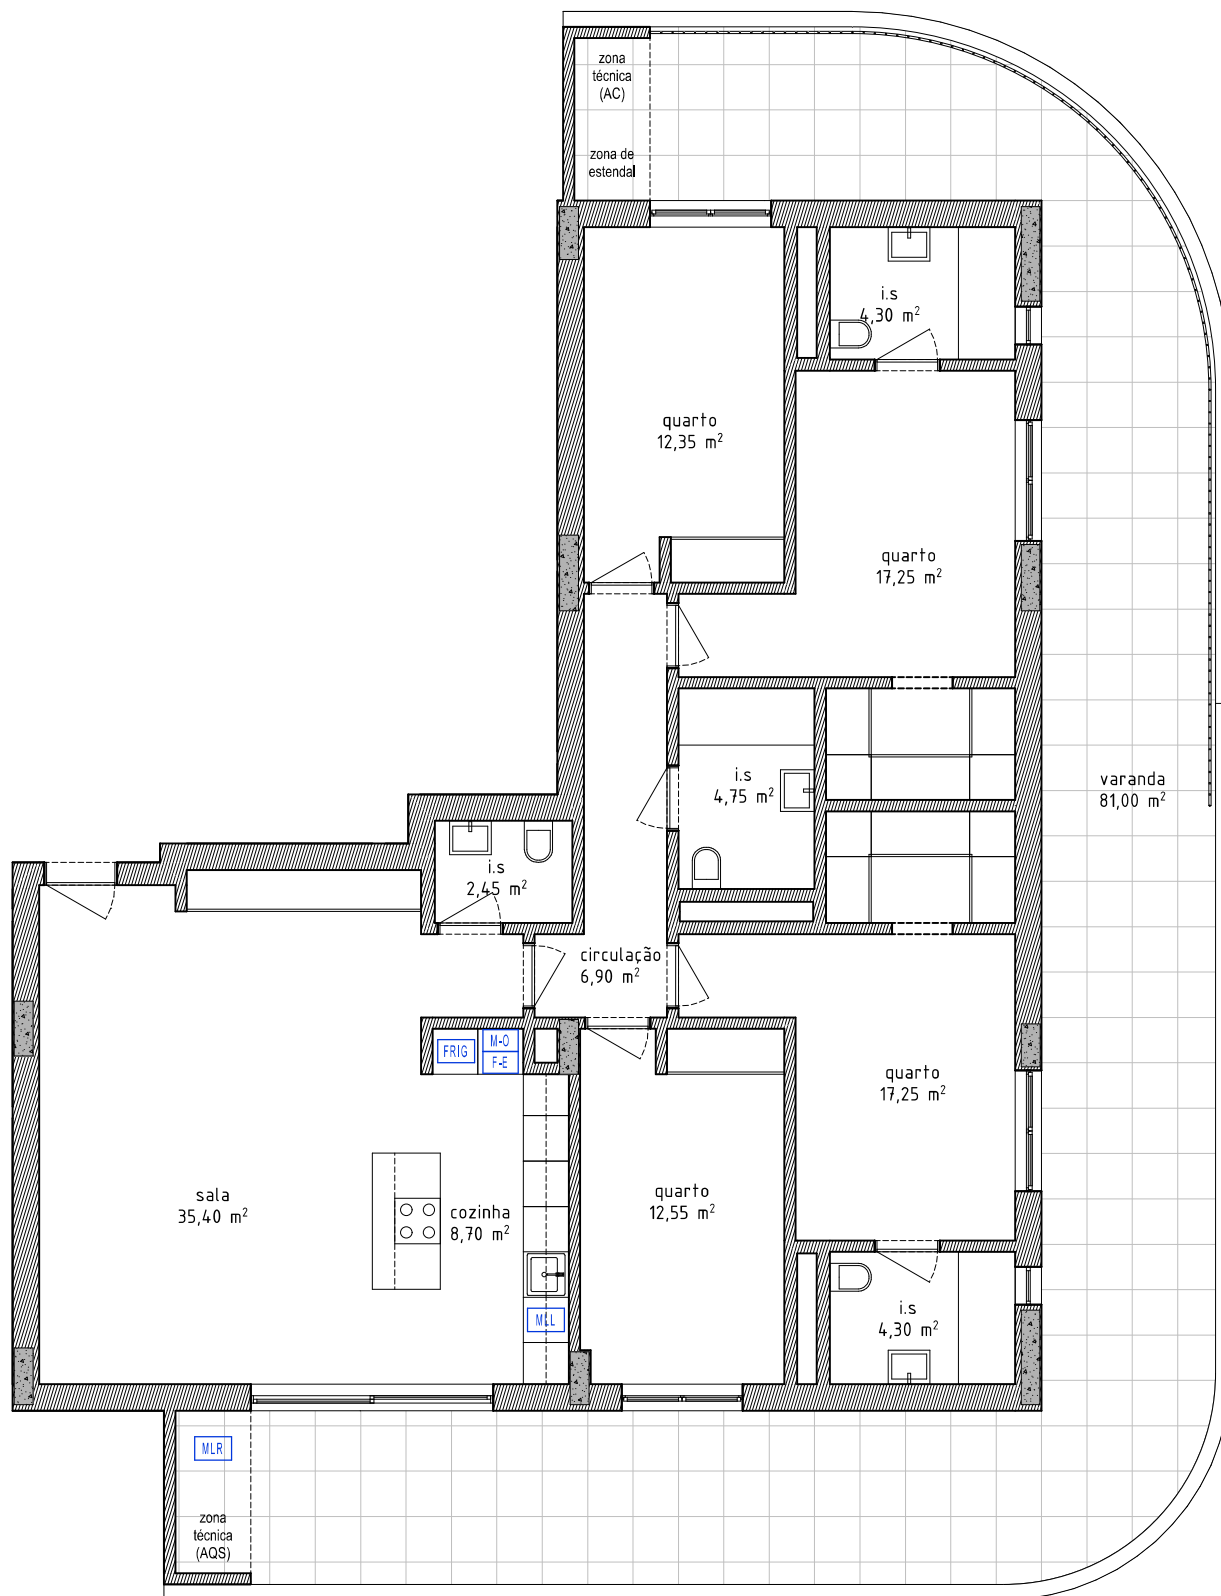 zona
técnica
(AC)
zona de
estendal
i.s
4,30 m²
quarto
12,35 m²
quarto
17,25 m²
i.s
4,75 m²
varanda
81,00 m²
i.s
2,45 m²
circulação
6,90 m²
FRIG
M-O
F-E
quarto
17,25 m²
sala
35,40 m²
cozinha
8,70 m²
quarto
12,55 m²
MLL
i.s
4,30 m²
MLR
zona
técnica
(AQS)